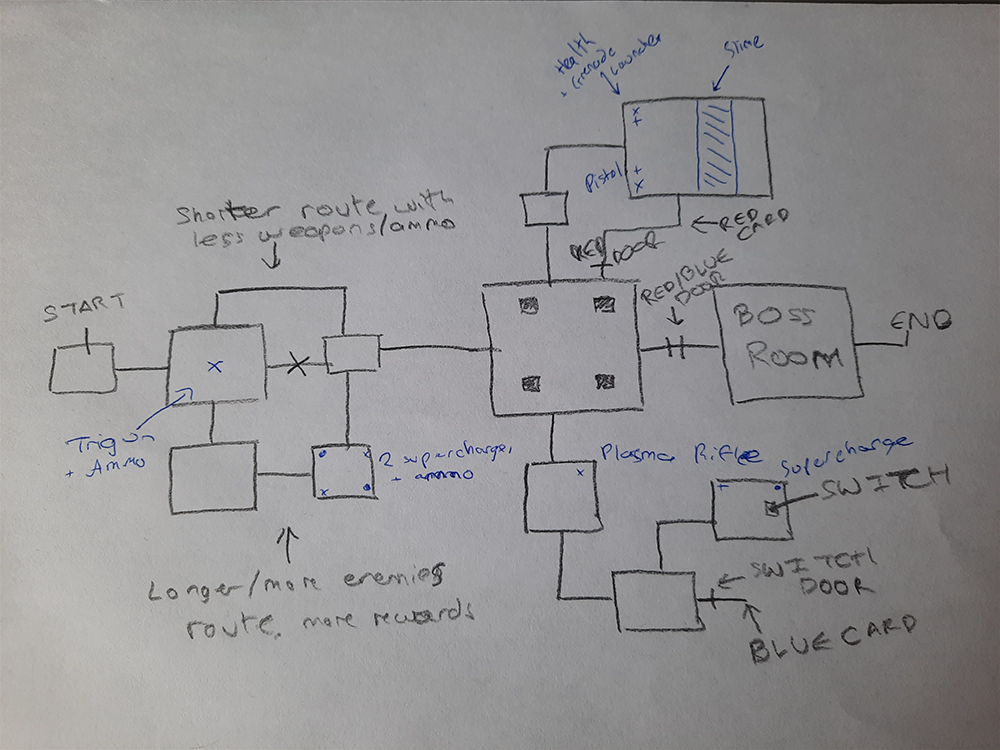 Health
+ Grenade
Launcher
Slime
Pistol
RED CARD
RED DOOR
RED/BLUE
DOOR
Shorter route with
less weapons/ammo
START
Trigun
+ Ammo
2 supercharge,
+ ammo
Longer/more enemies
route, more rewards
BOSS
ROOM
END
Plasma Rifle
Supercharge
SWITCH
SWITCH
DOOR
BLUE CARD